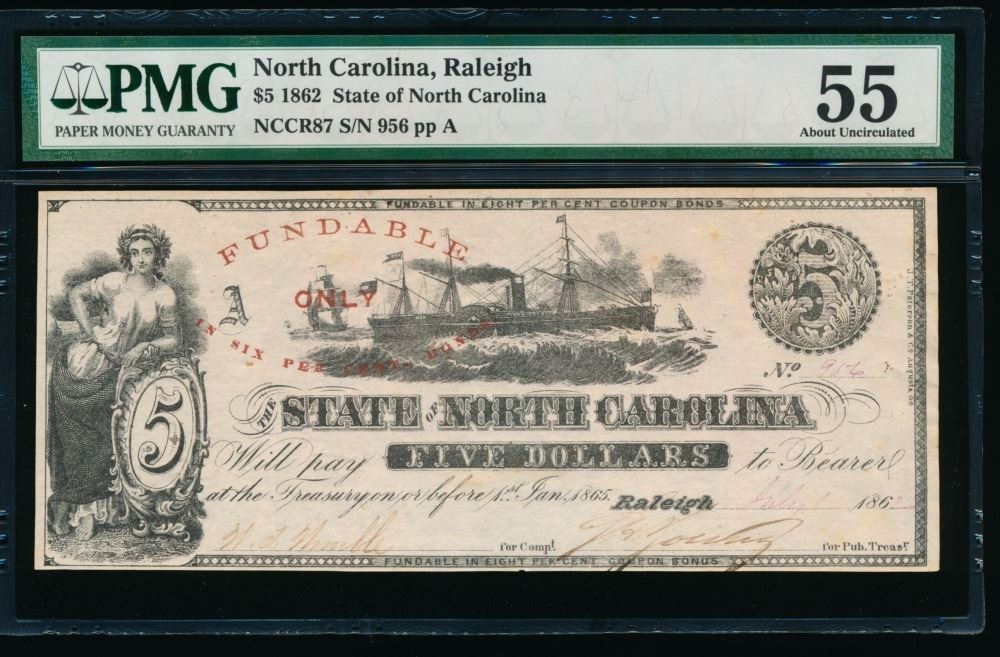 PMG
PAPER MONEY GUARANTY
North Carolina, Raleigh
$5 1862 State of North Carolina
NCCR87 S/N 956 pp A
55
About Uncirculated
FUNDABLE IN EIGHT PER CENT COUPON BONDS
FUNDABLE
ONLY
IN SIX PER CENT. BONDS
A
5
No 956
THE STATE OF NORTH CAROLINA
5
Will pay FIVE DOLLARS to Bearer
at the Treasury on or before 1st Jan. 1865.
Raleigh 1862
for Compt.
for Pub. Treasr
FUNDABLE IN EIGHT PER CENT COUPON BONDS